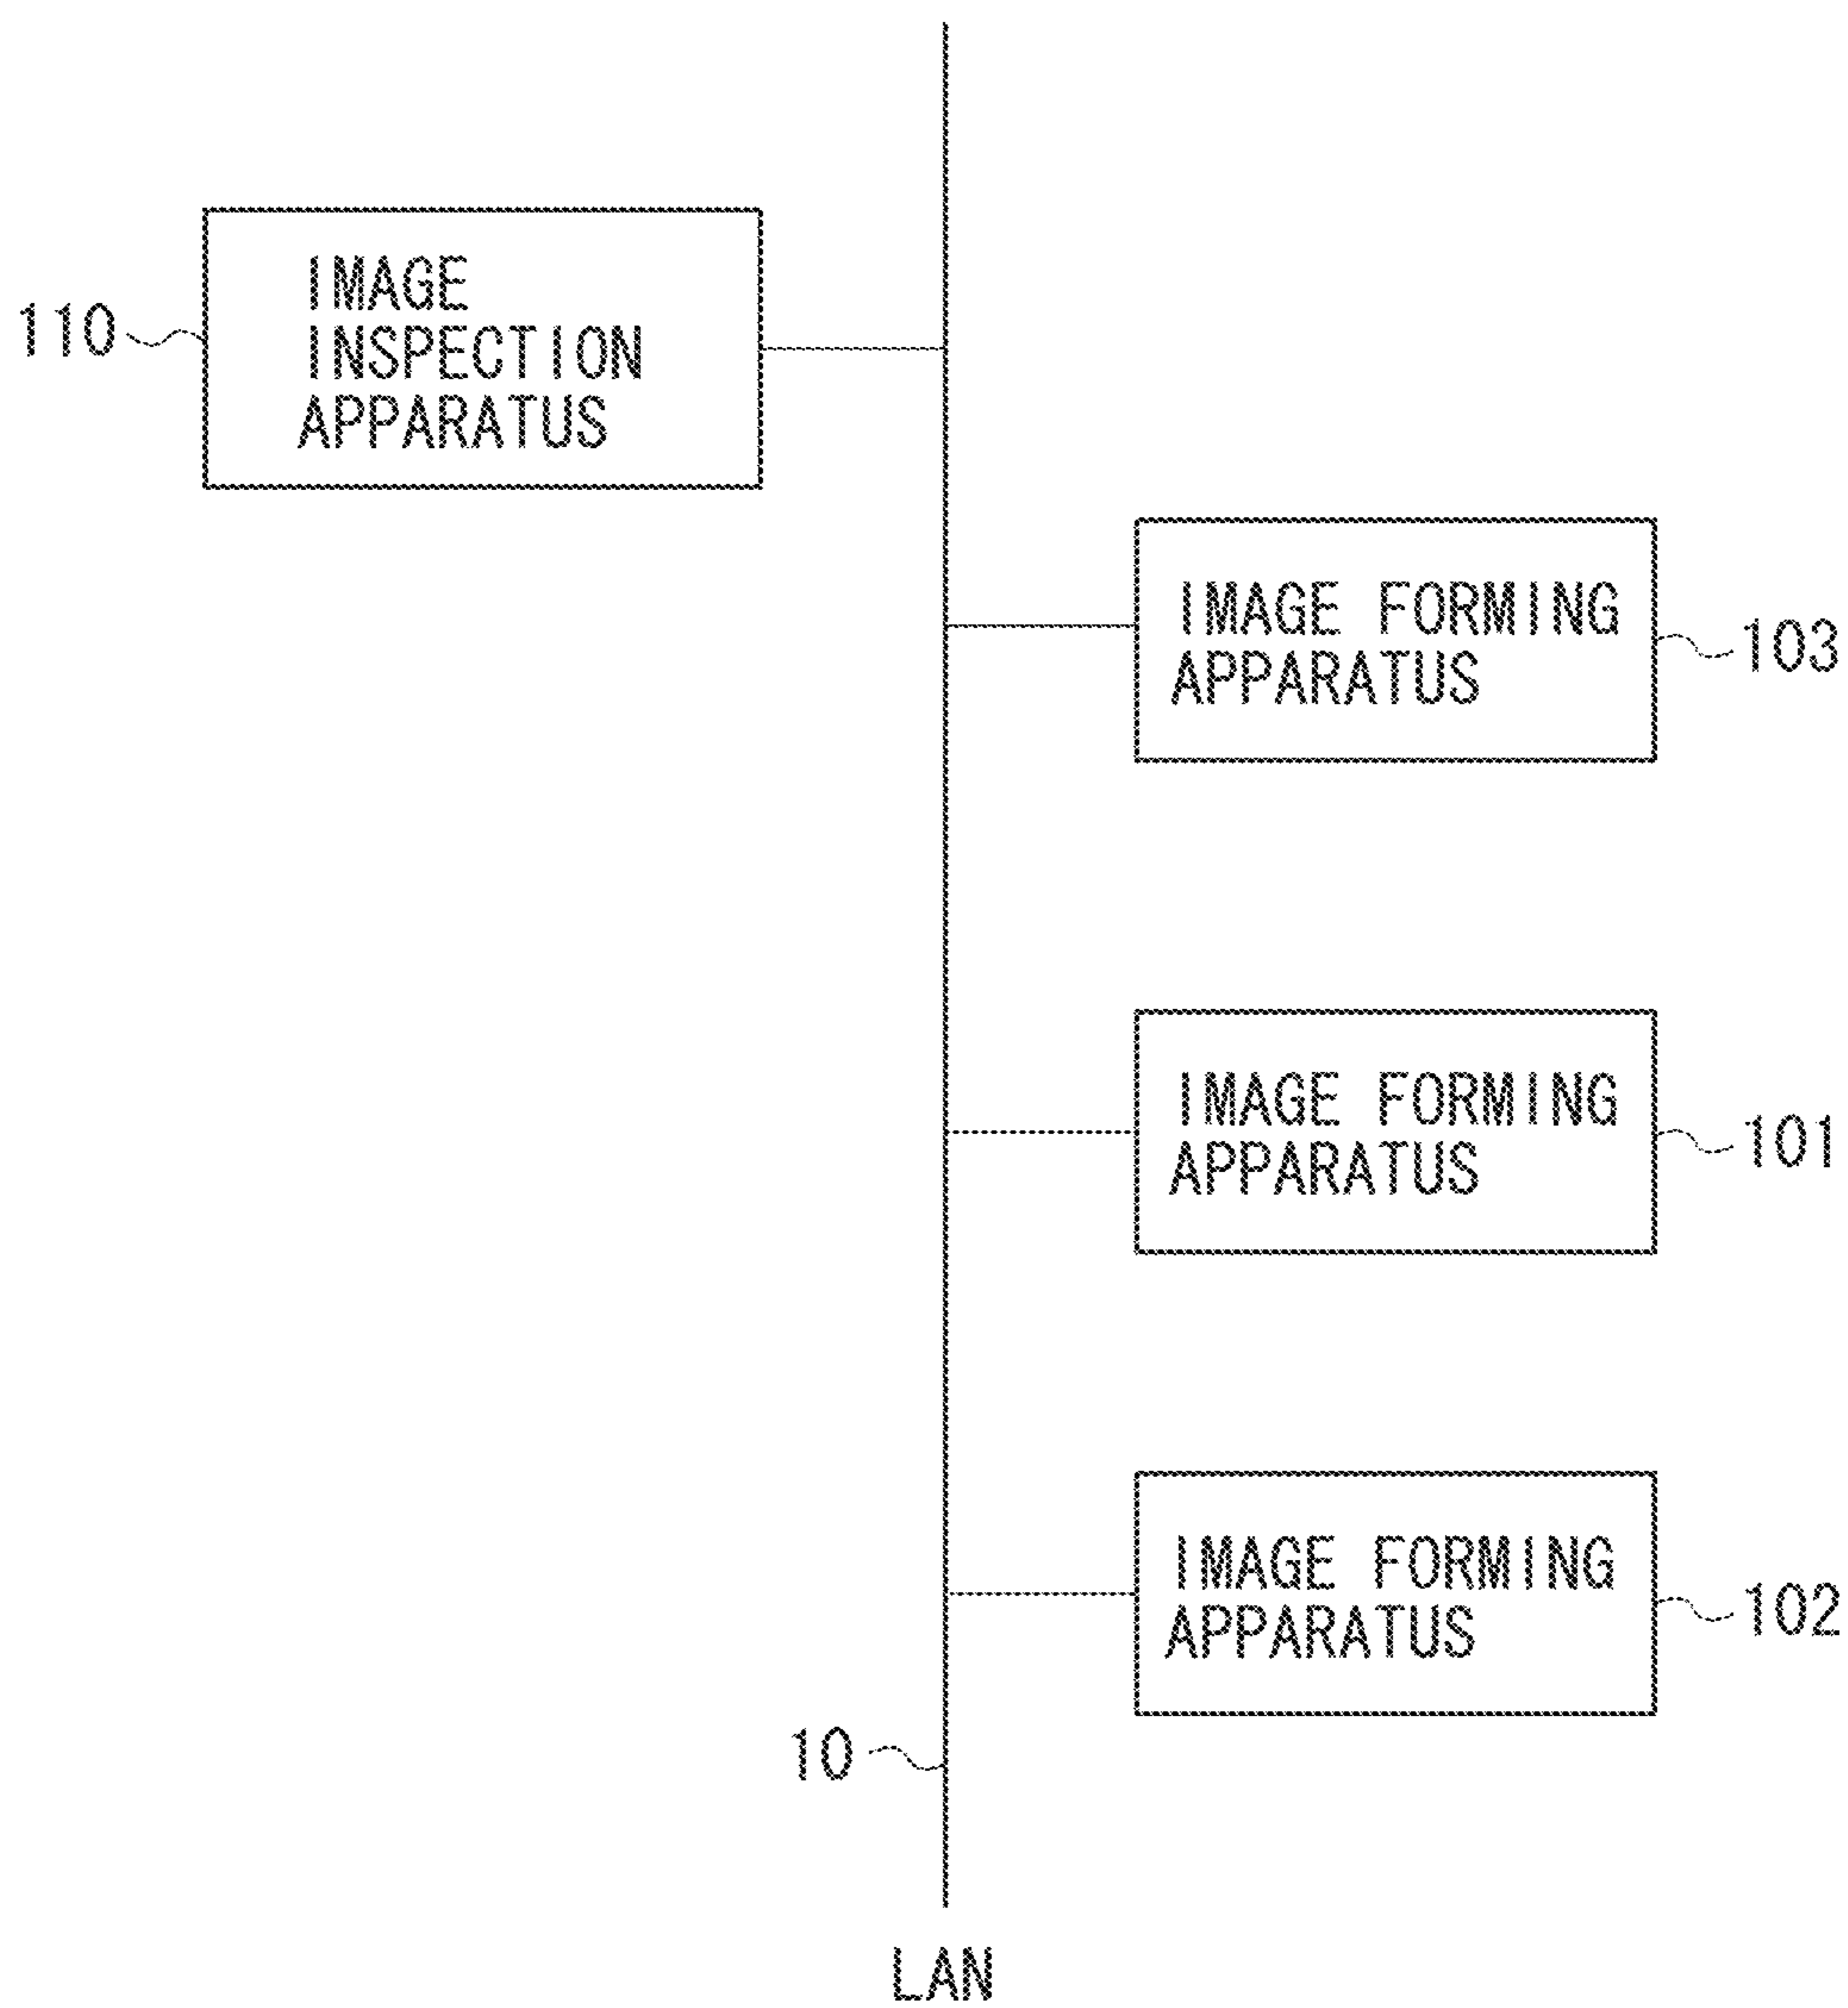 110
IMAGE
INSPECTION
APPARATUS
IMAGE FORMING
APPARATUS
103
IMAGE FORMING
APPARATUS
101
IMAGE FORMING
APPARATUS
102
10
LAN